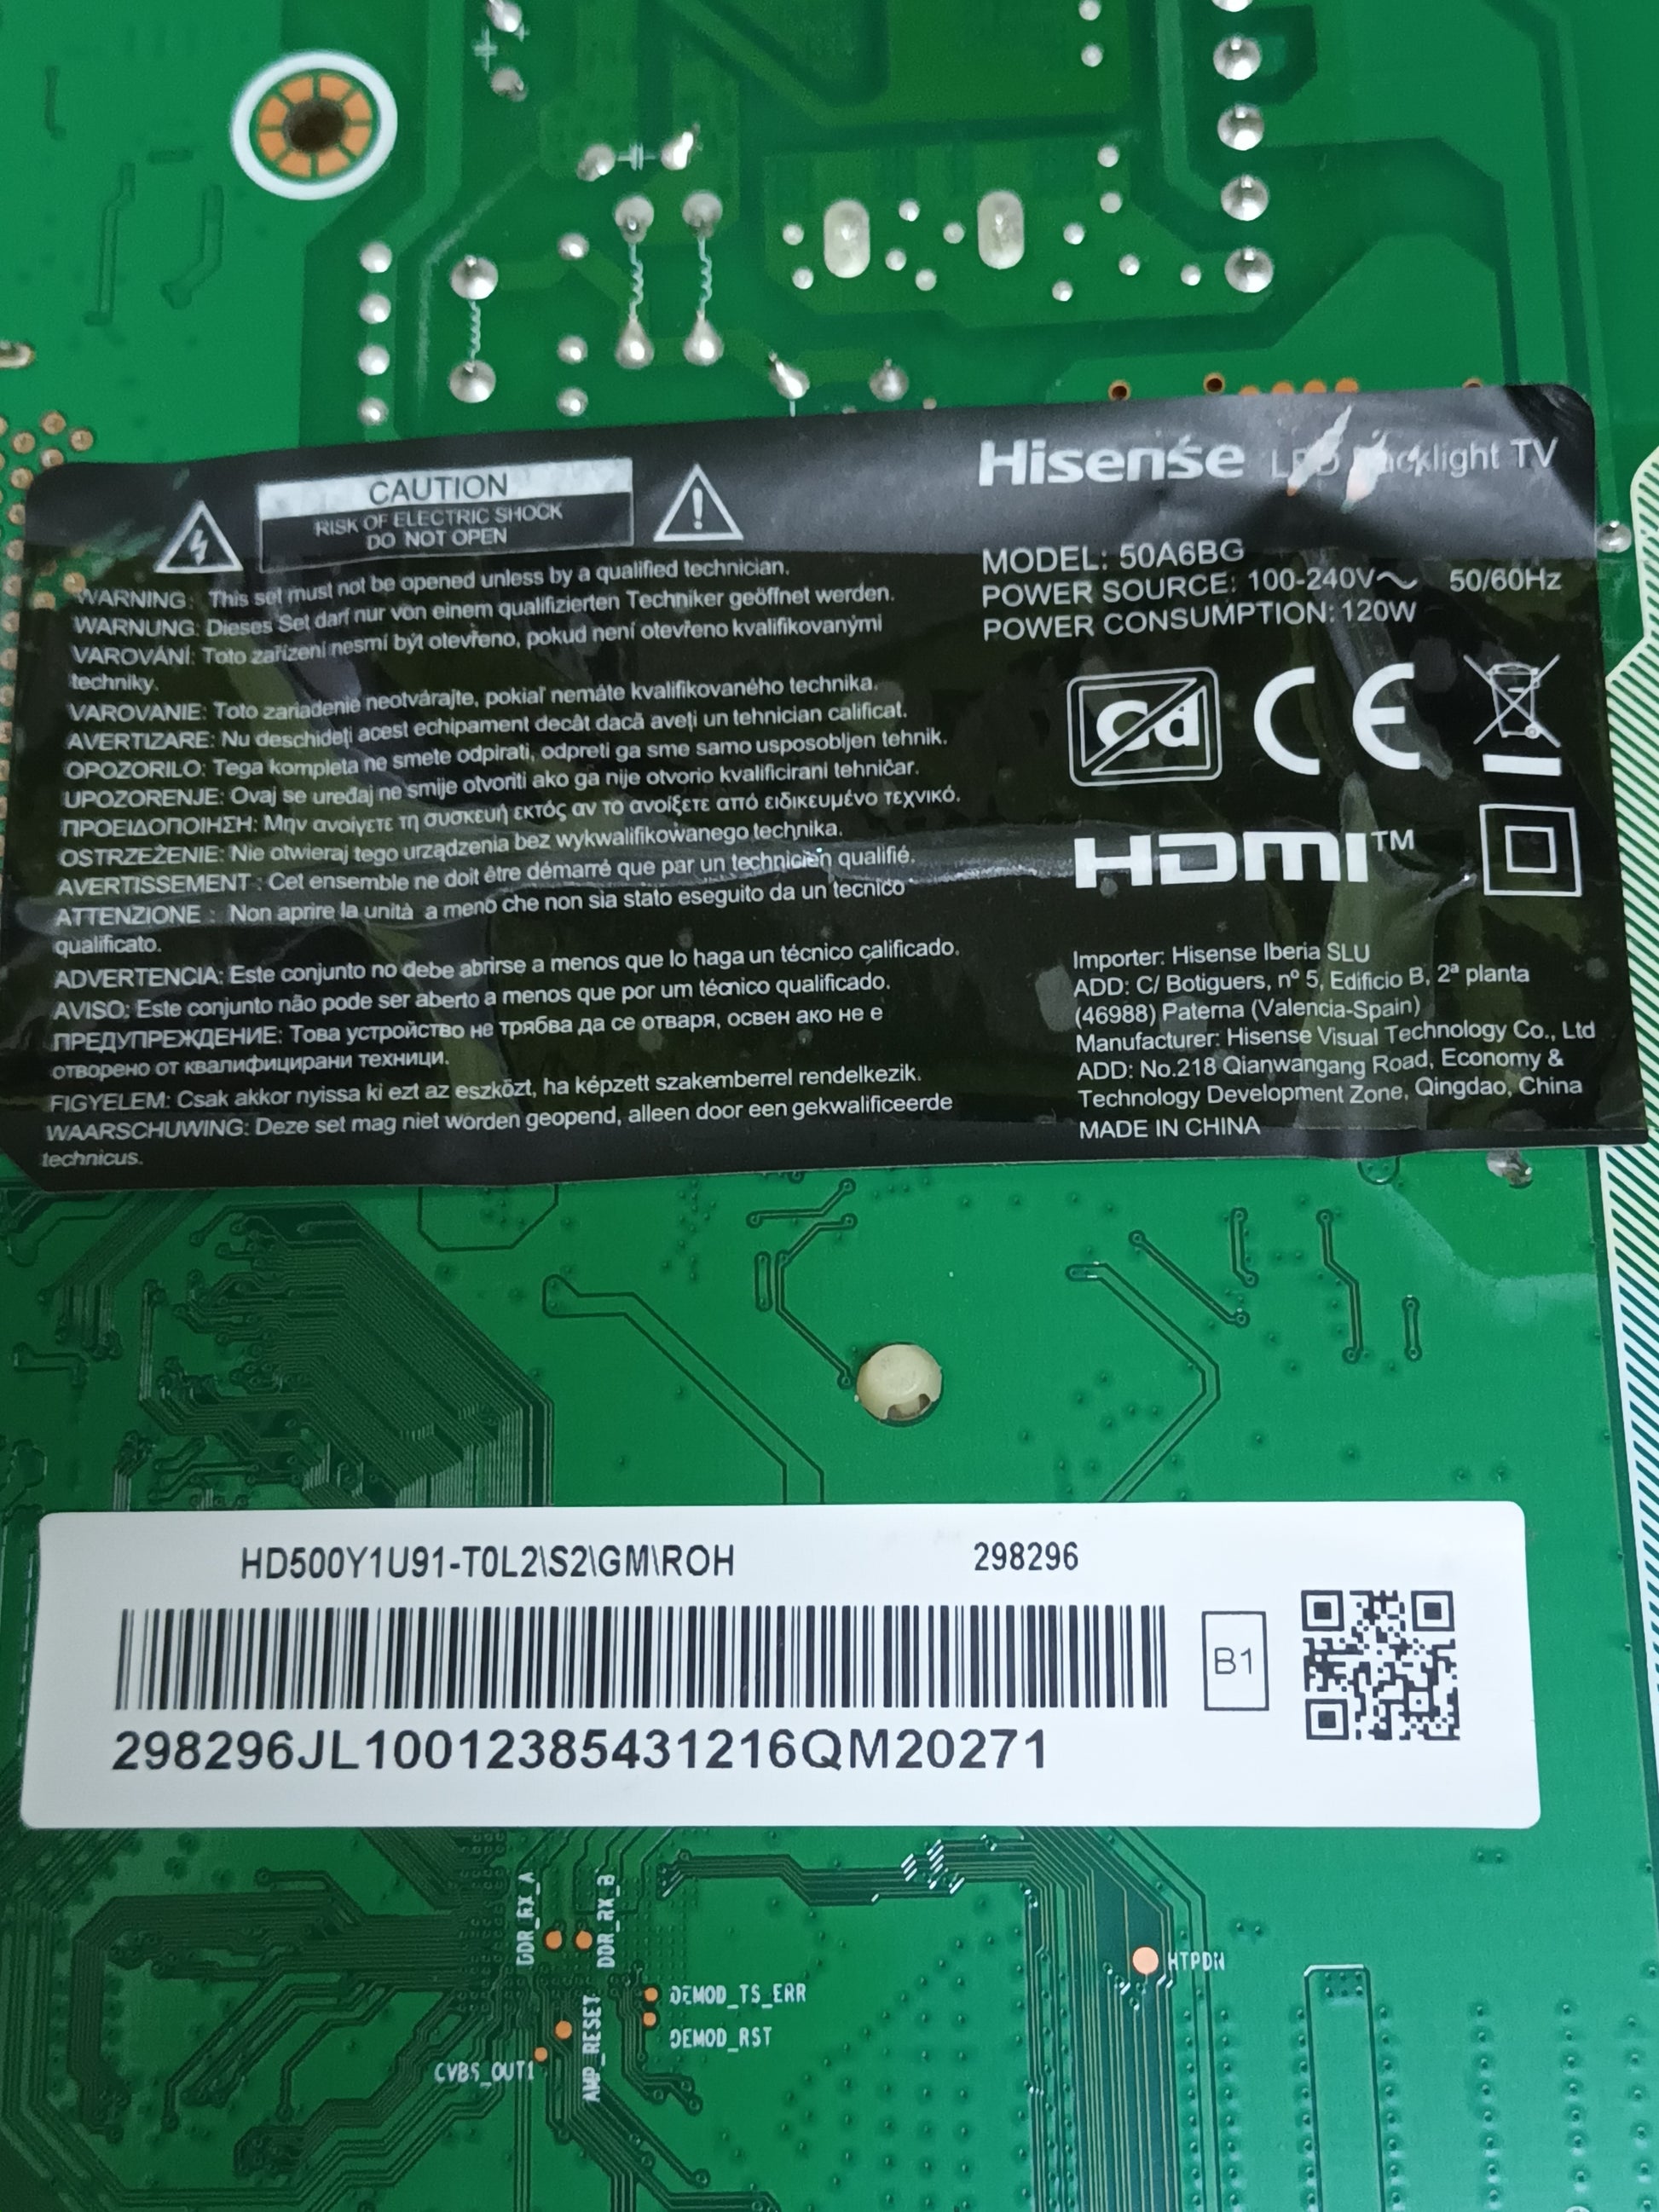 CAUTION
RISK OF ELECTRIC SHOCK
DO NOT OPEN
WARNING: This set must not be opened unless by a qualified technician.
WARNUNG: Dieses Set darf nur von einem qualifizierten Techniker geöffnet werden.
VAROVÁNÍ: Toto zařízení nesmí být otevřeno, pokud není otevřeno kvalifikovanými
techniky.
VAROVANIE: Toto zariadenie neotvárajte, pokiaľ nemáte kvalifikovaného technika.
AVERTIZARE: Nu deschideți acest echipament decât dacă aveți un tehnician calificat.
OPOZORILO: Tega kompleta ne smete odpirati, odpreti ga sme samo usposobljen tehnik.
UPOZORENJE: Ovaj se uređaj ne smije otvoriti ako ga nije otvorio kvalificirani tehničar.
ΠΡΟΕΙΔΟΠΟΙΗΣΗ: Μην ανοίγετε τη συσκευή εκτός αν το ανοίξετε από ειδικευμένο τεχνικό.
OSTRZEŻENIE: Nie otwieraj tego urządzenia bez wykwalifikowanego technika.
AVERTISSEMENT : Cet ensemble ne doit être démarré que par un technicien qualifié.
ATTENZIONE : Non aprire la unità a meno che non sia stato eseguito da un tecnico
qualificato.
ADVERTENCIA: Este conjunto no debe abrirse a menos que lo haga un técnico calificado.
AVISO: Este conjunto não pode ser aberto a menos que por um técnico qualificado.
ПРЕДУПРЕЖДЕНИЕ: Това устройство не трябва да се отваря, освен ако не е
отворено от квалифицирани техници.
FIGYELEM: Csak akkor nyissa ki ezt az eszközt, ha képzett szakemberrel rendelkezik.
WAARSCHUWING: Deze set mag niet worden geopend, alleen door een gekwalificeerde
technicus.
Hisense LED Backlight TV
MODEL: 50A6BG
POWER SOURCE: 100-240V~ 50/60Hz
POWER CONSUMPTION: 120W
Cd CE
HDMI™
Importer: Hisense Iberia SLU
ADD: C/ Botiguers, nº 5, Edificio B, 2ª planta
(46988) Paterna (Valencia-Spain)
Manufacturer: Hisense Visual Technology Co., Ltd
ADD: No.218 Qianwangang Road, Economy &
Technology Development Zone, Qingdao, China
MADE IN CHINA
HD500Y1U91-T0L2\S2\GM\ROH 298296
B1
298296JL10012385431216QM20271
DDR_RX_A
DDR_RX_B
HTPDN
DEMOD_TS_ERR
DEMOD_RST
AMP_RESET
CVBS_OUT1